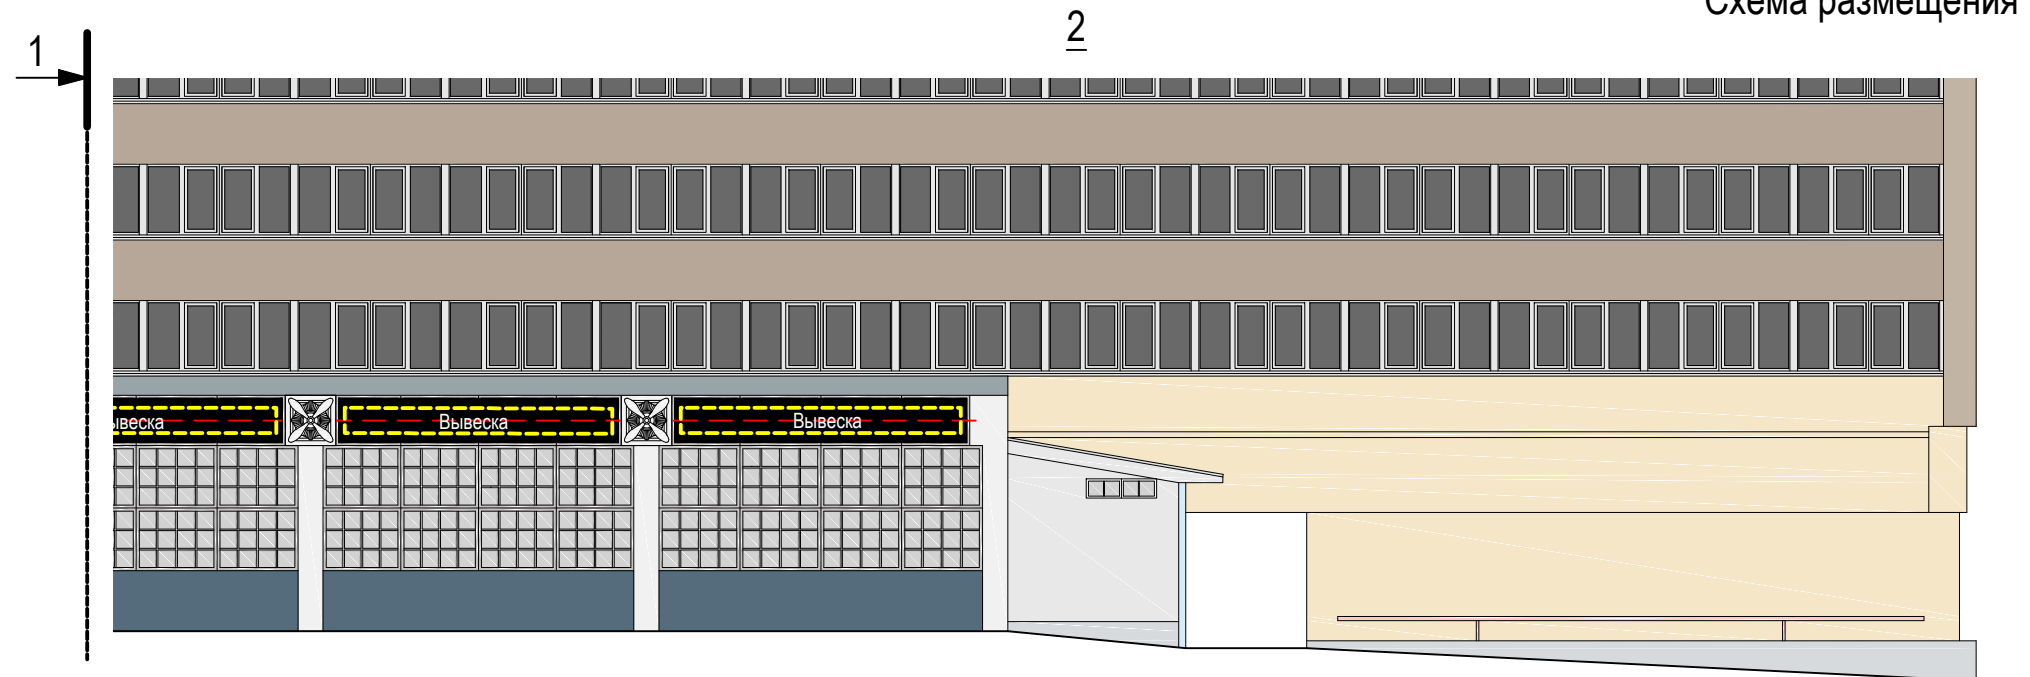 Схема размещения
2
1
Вывеска
Вывеска